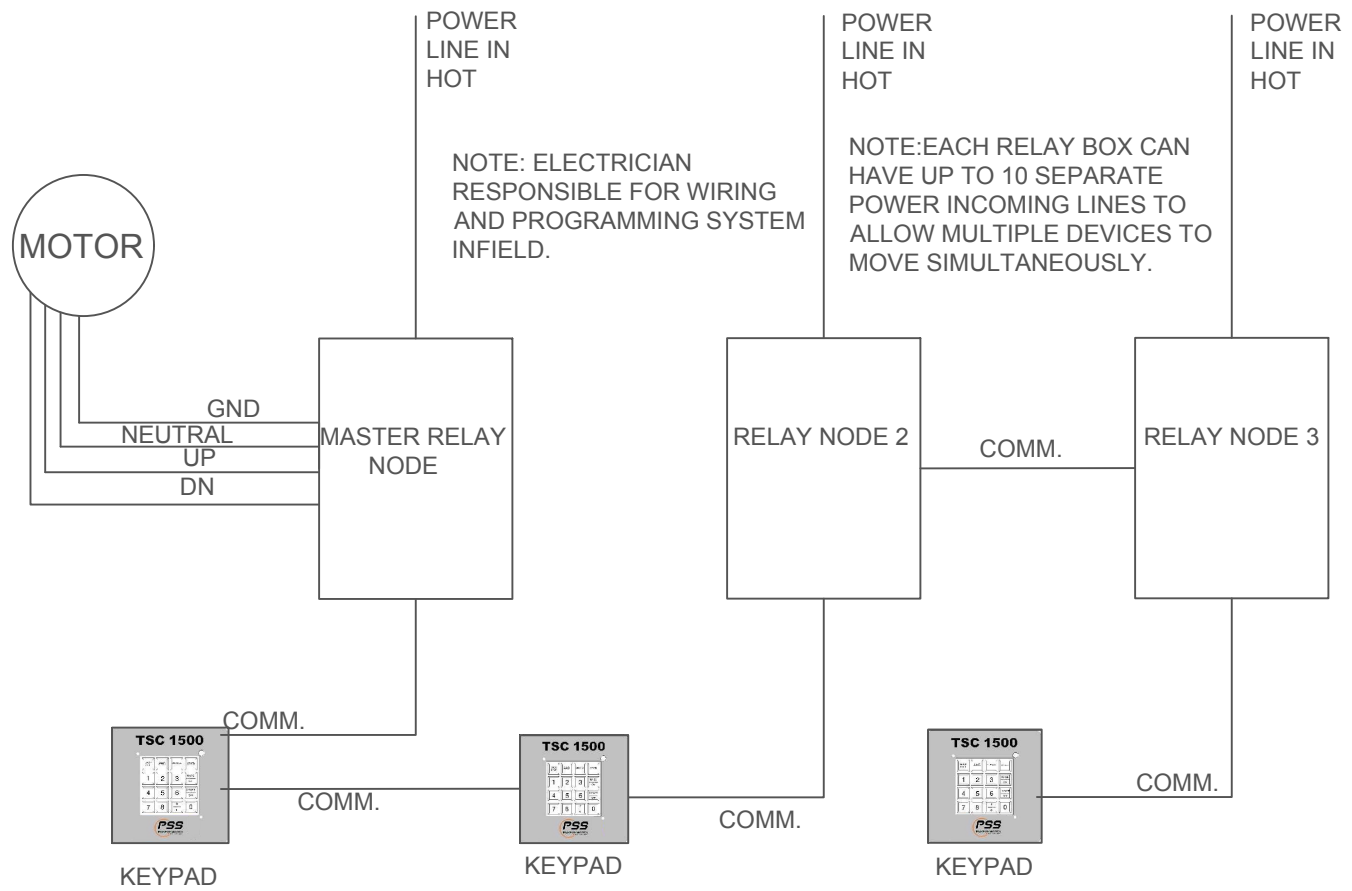 POWER
LINE IN
HOT
POWER
LINE IN
HOT
POWER
LINE IN
HOT
NOTE: ELECTRICIAN
RESPONSIBLE FOR WIRING
AND PROGRAMMING SYSTEM
INFIELD.
NOTE:EACH RELAY BOX CAN
HAVE UP TO 10 SEPARATE
POWER INCOMING LINES TO
ALLOW MULTIPLE DEVICES TO
MOVE SIMULTANEOUSLY.
MOTOR
GND
NEUTRAL
UP
DN
MASTER RELAY
NODE
RELAY NODE 2
COMM.
RELAY NODE 3
COMM.
TSC 1500
1 2 3
4 5 6
7 8 0
PSS
KEYPAD
COMM.
TSC 1500
1 2 3
4 5 6
7 8 0
PSS
KEYPAD
COMM.
TSC 1500
1 2 3
4 5 6
7 8 0
PSS
KEYPAD
COMM.